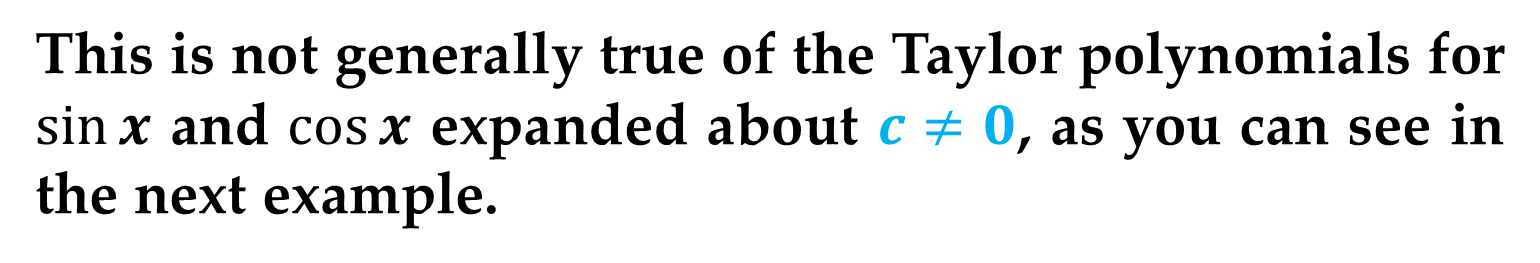 This is not generally true of the Taylor polynomials for
sin x and cos x expanded about c ≠ 0, as you can see in
the next example.